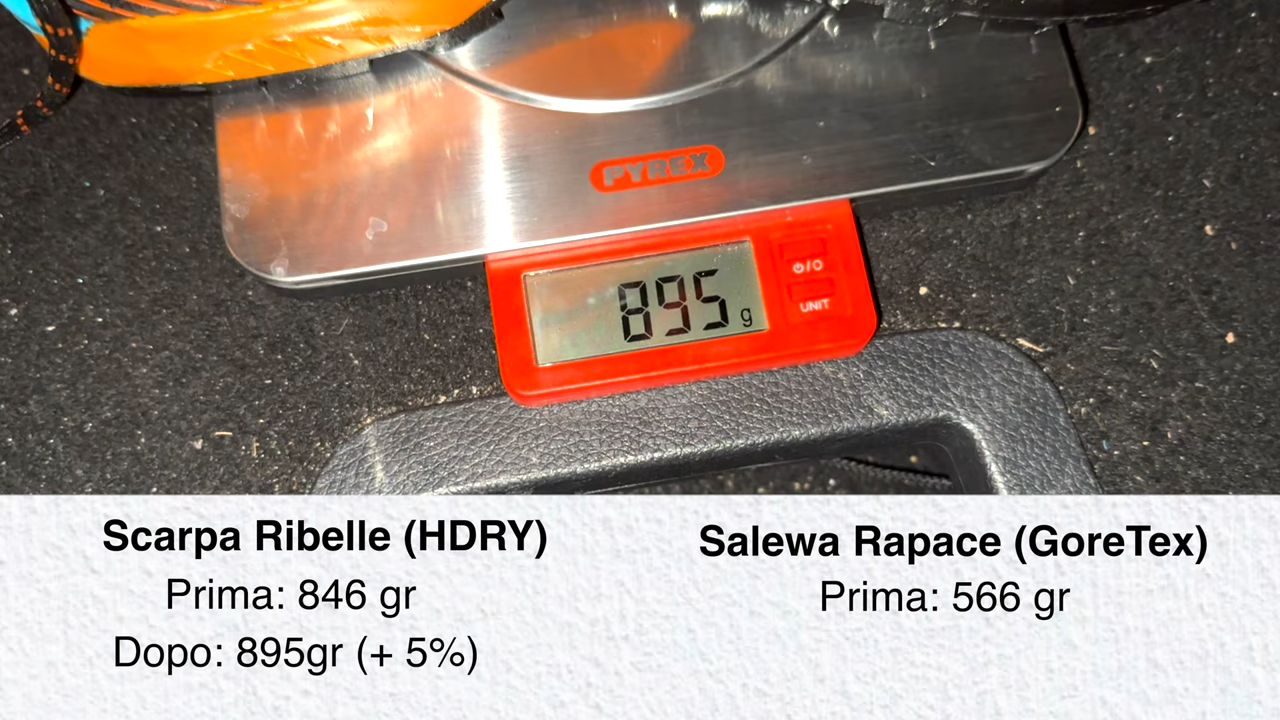 PYREX
⏻/O
UNIT
895 g
Scarpa Ribelle (HDRY)
Prima: 846 gr
Dopo: 895gr (+ 5%)
Salewa Rapace (GoreTex)
Prima: 566 gr